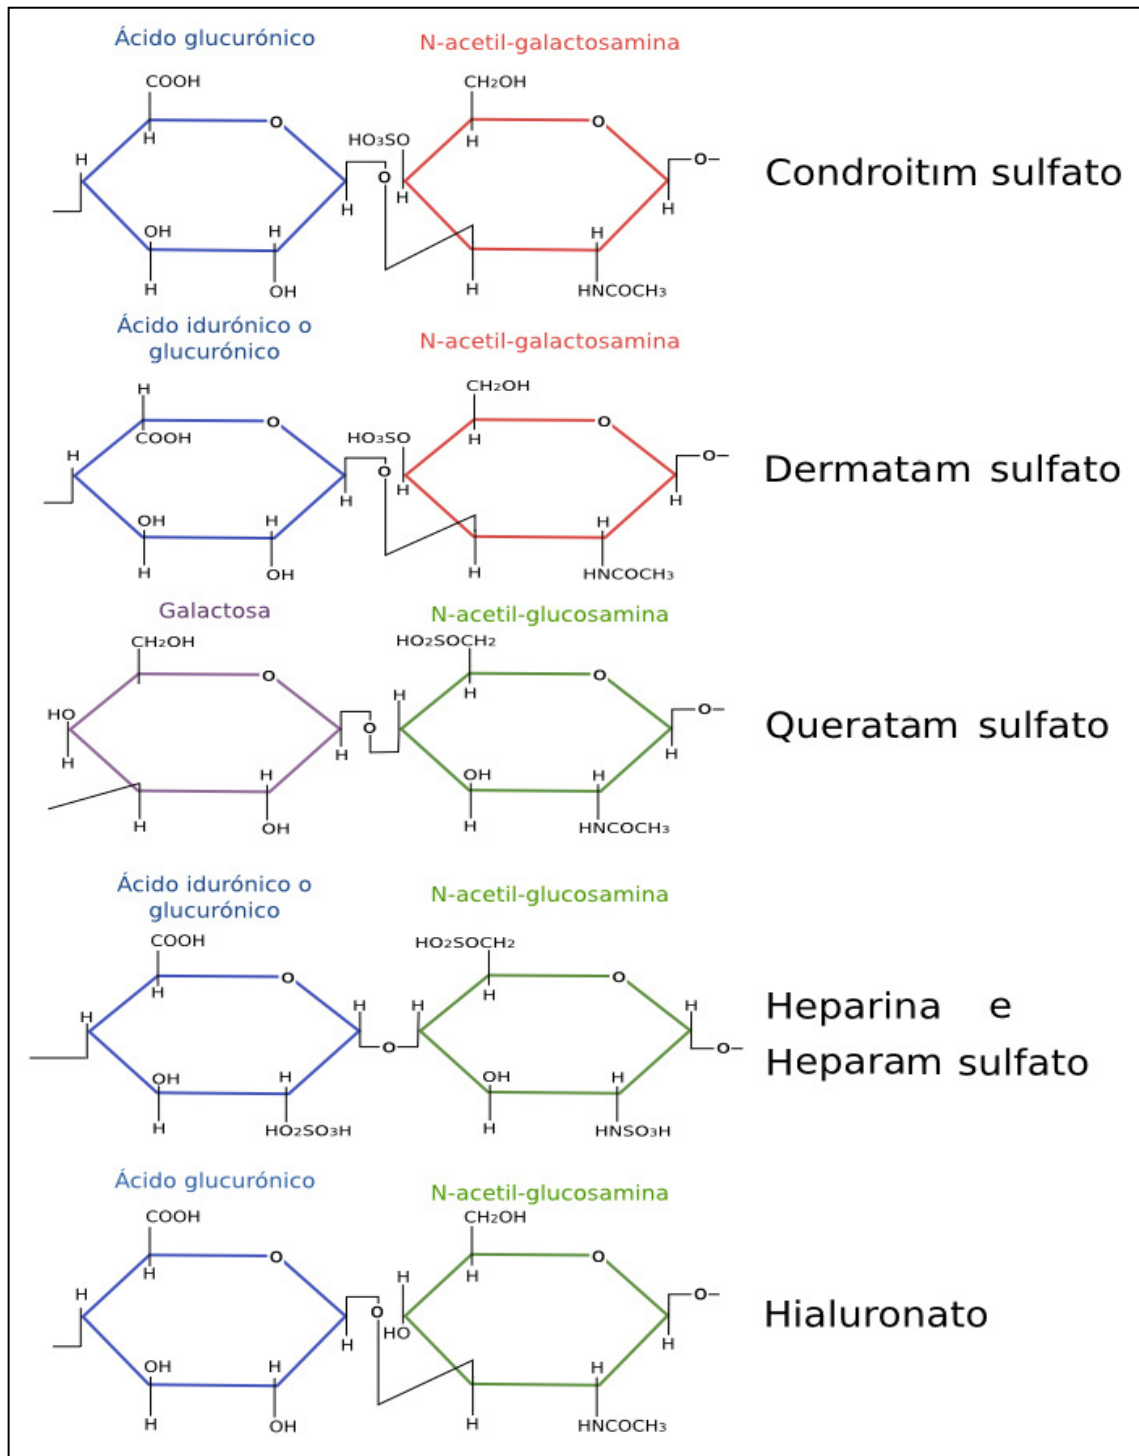 Ácido glucurónico N-acetil-galactosamina
COOH CH₂OH
O O
HO₃SO
H H H O O
H Condroitım sulfato
H H
OH H H
H OH H HNCOCH₃
Ácido idurónico o
glucurónico N-acetil-galactosamina
H CH₂OH
O O
COOH HO₃SO H
H O O
H H H Dermatam sulfato
OH H H
H OH H HNCOCH₃
Galactosa N-acetil-glucosamina
CH₂OH HO₂SOCH₂
O O
H H
HO O O
H H H Queratam sulfato
H OH H
H OH H HNCOCH₃
Ácido idurónico o
glucurónico N-acetil-glucosamina
COOH HO₂SOCH₂
O O
H H
H H H H Heparina e
O O
OH H OH H Heparam sulfato
H HO₂SO₃H H HNSO₃H
Ácido glucurónico N-acetil-glucosamina
COOH CH₂OH
O O
H H H H
O O
HO Hialuronato
H H
OH H H
H OH H HNCOCH₃